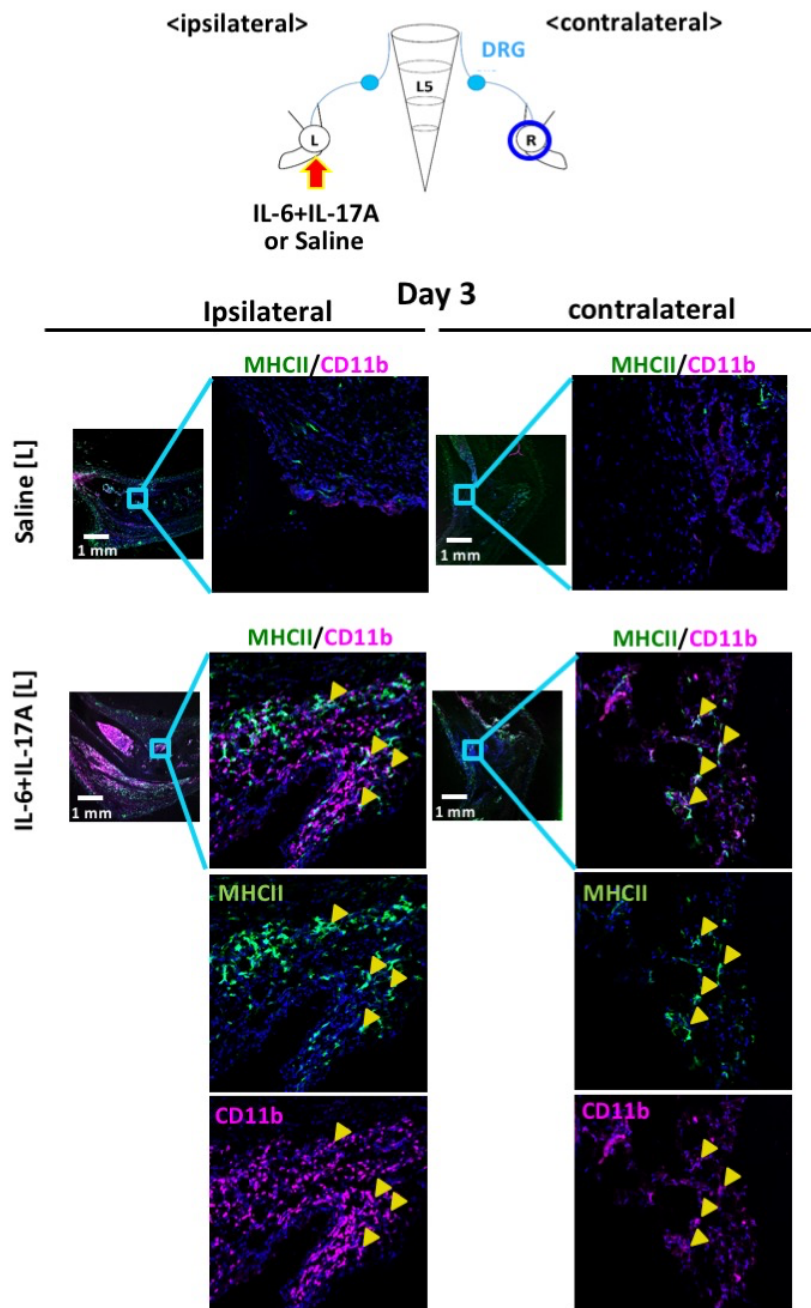 <ipsilateral>
<contralateral>
DRG
L5
L
R
IL-6+IL-17A
or Saline
Day 3
Ipsilateral
contralateral
MHCII/CD11b
MHCII/CD11b
Saline [L]
1 mm
1 mm
MHCII/CD11b
MHCII/CD11b
IL-6+IL-17A [L]
1 mm
1 mm
MHCII
MHCII
CD11b
CD11b